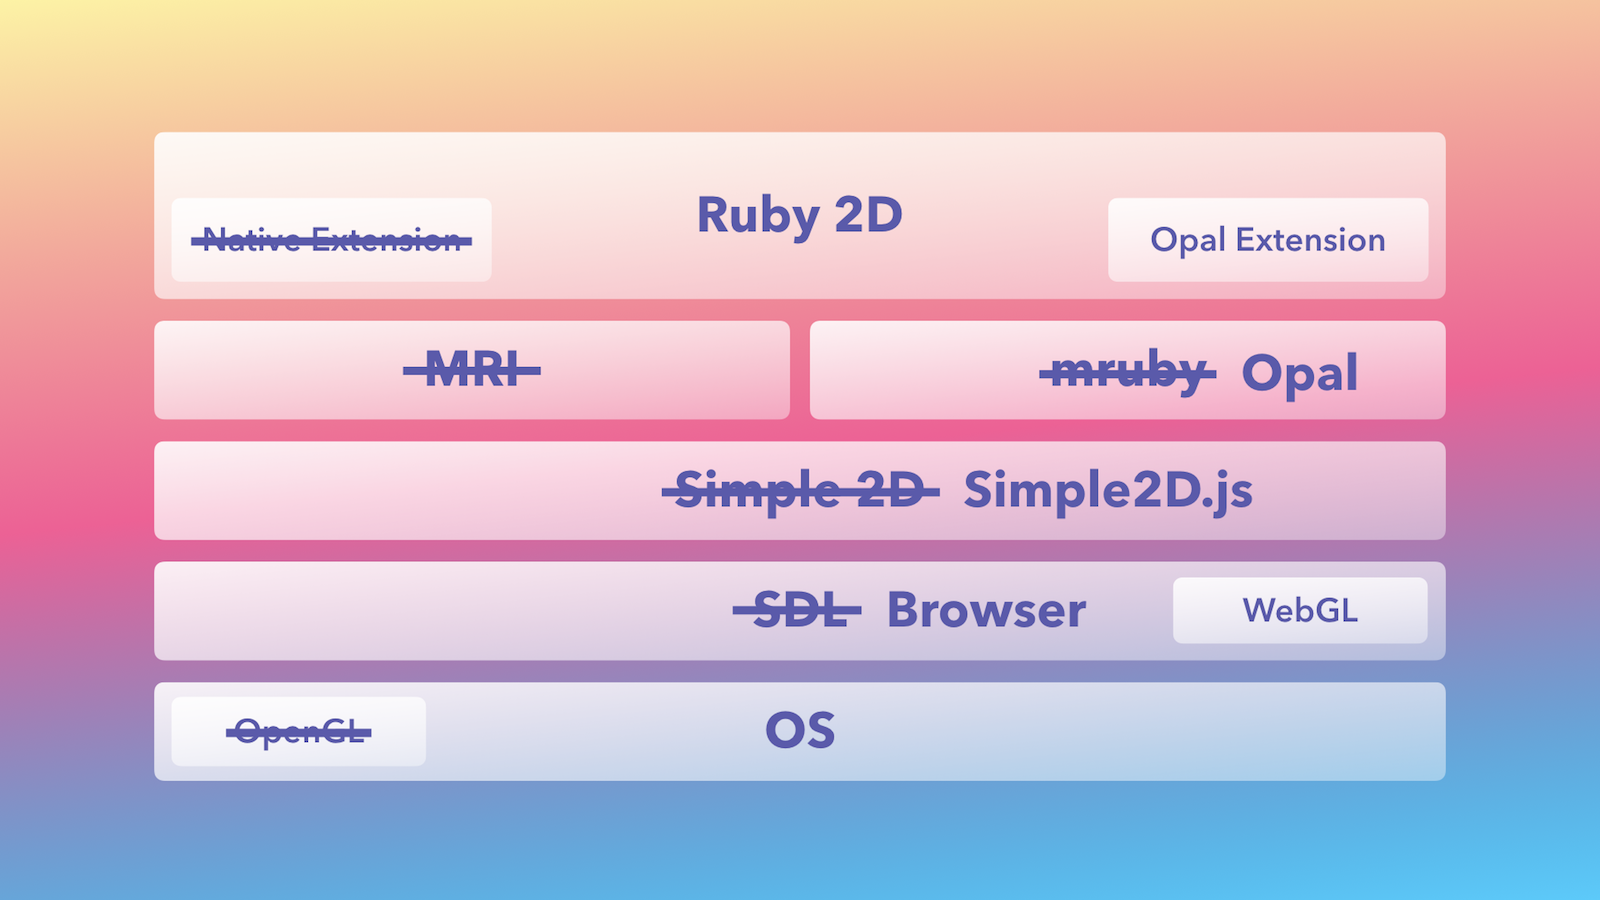 Ruby 2D
Native Extension
Opal Extension
MRI
mruby Opal
Simple 2D Simple2D.js
SDL Browser
WebGL
OpenGL
OS